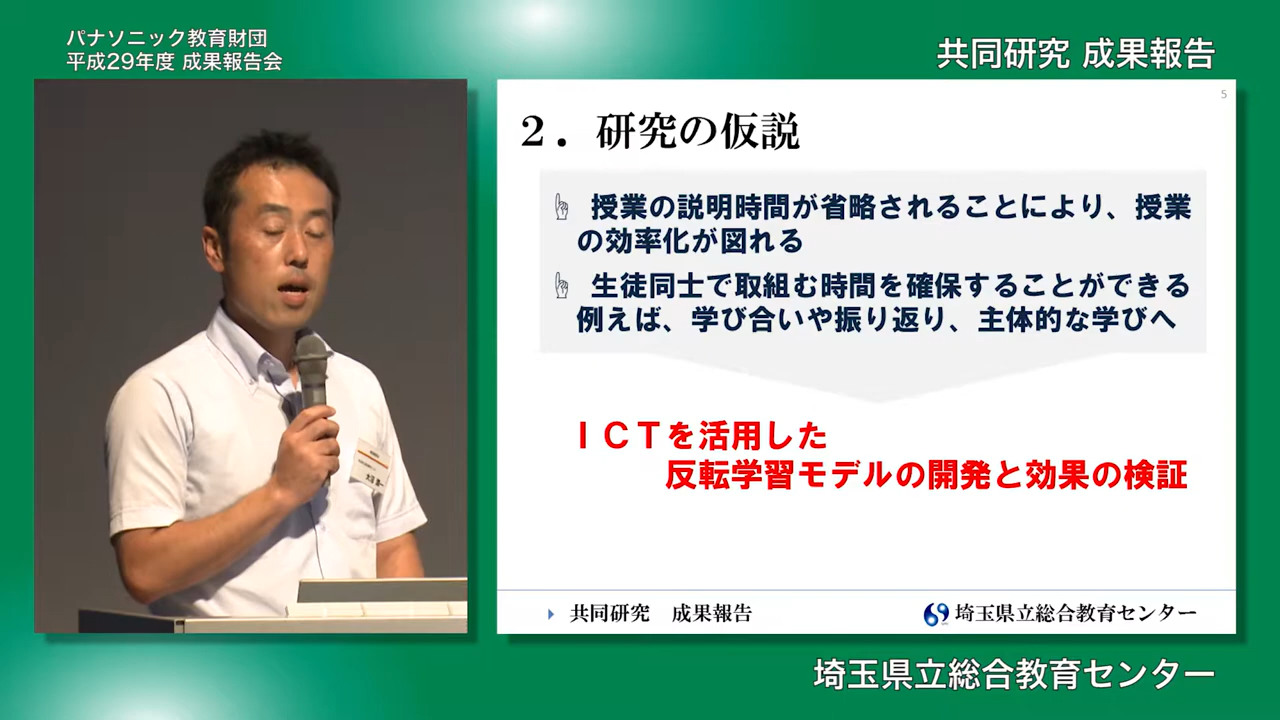 パナソニック教育財団
平成29年度 成果報告会
共同研究 成果報告
5
2．研究の仮説
授業の説明時間が省略されることにより、授業
の効率化が図れる
生徒同士で取組む時間を確保することができる
例えば、学び合いや振り返り、主体的な学びへ
ＩＣＴを活用した
反転学習モデルの開発と効果の検証
共同研究　成果報告
埼玉県立総合教育センター
埼玉県立総合教育センター